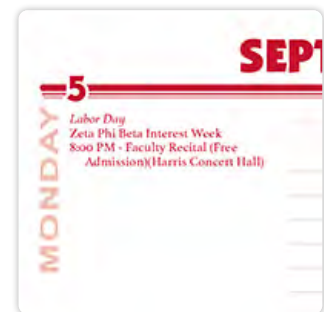 SEPT
5
MONDAY
Labor Day
Zeta Phi Beta Interest Week
8:00 PM - Faculty Recital (Free
Admission)(Harris Concert Hall)